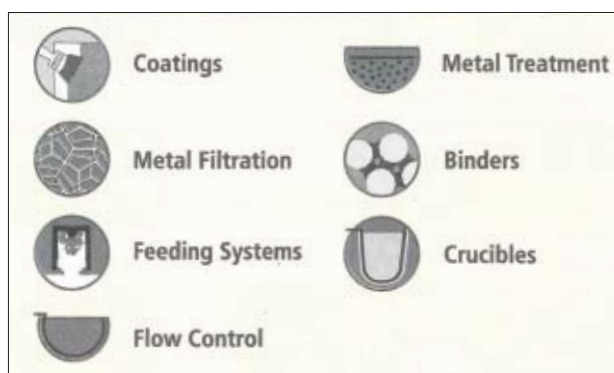 Coatings
Metal Treatment
Metal Filtration
Binders
Feeding Systems
Crucibles
Flow Control